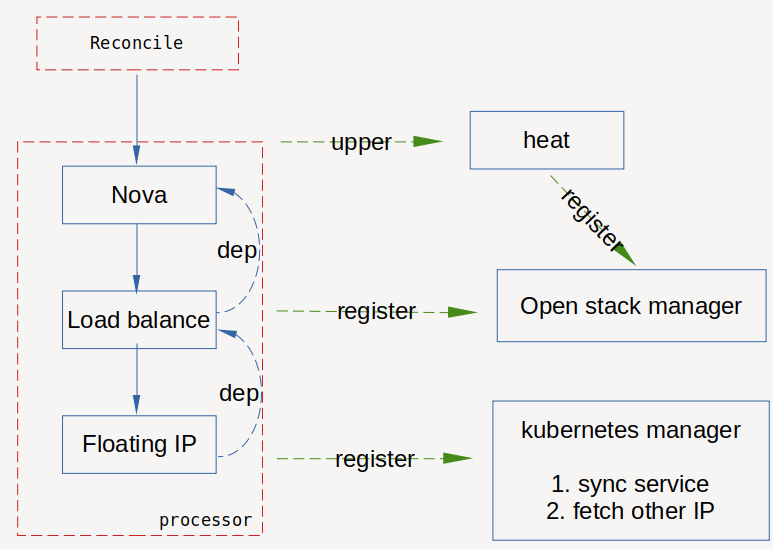 Reconcile
upper
heat
Nova
register
dep
Open stack manager
Load balance
register
dep
kubernetes manager
Floating IP
register
1. sync service
2. fetch other IP
processor